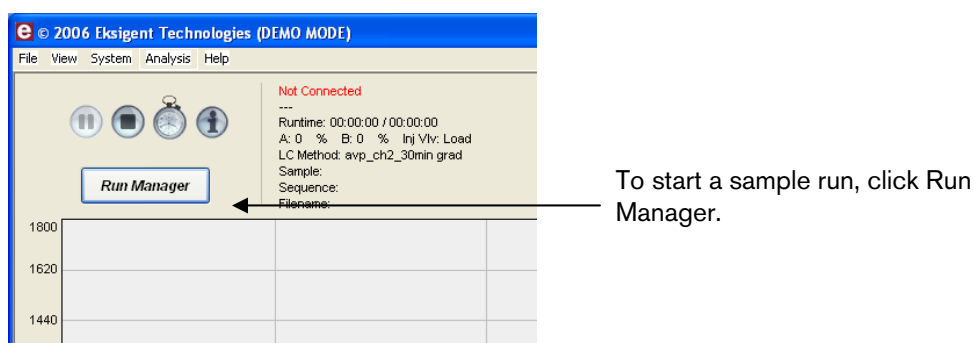 e © 2006 Eksigent Technologies (DEMO MODE)
File View System Analysis Help
Not Connected
---
Runtime: 00:00:00 / 00:00:00
A: 0 % B: 0 % Inj Vlv: Load
LC Method: avp_ch2_30min grad
Sample:
Sequence:
Filename:
Run Manager
To start a sample run, click Run
Manager.
1800
1620
1440